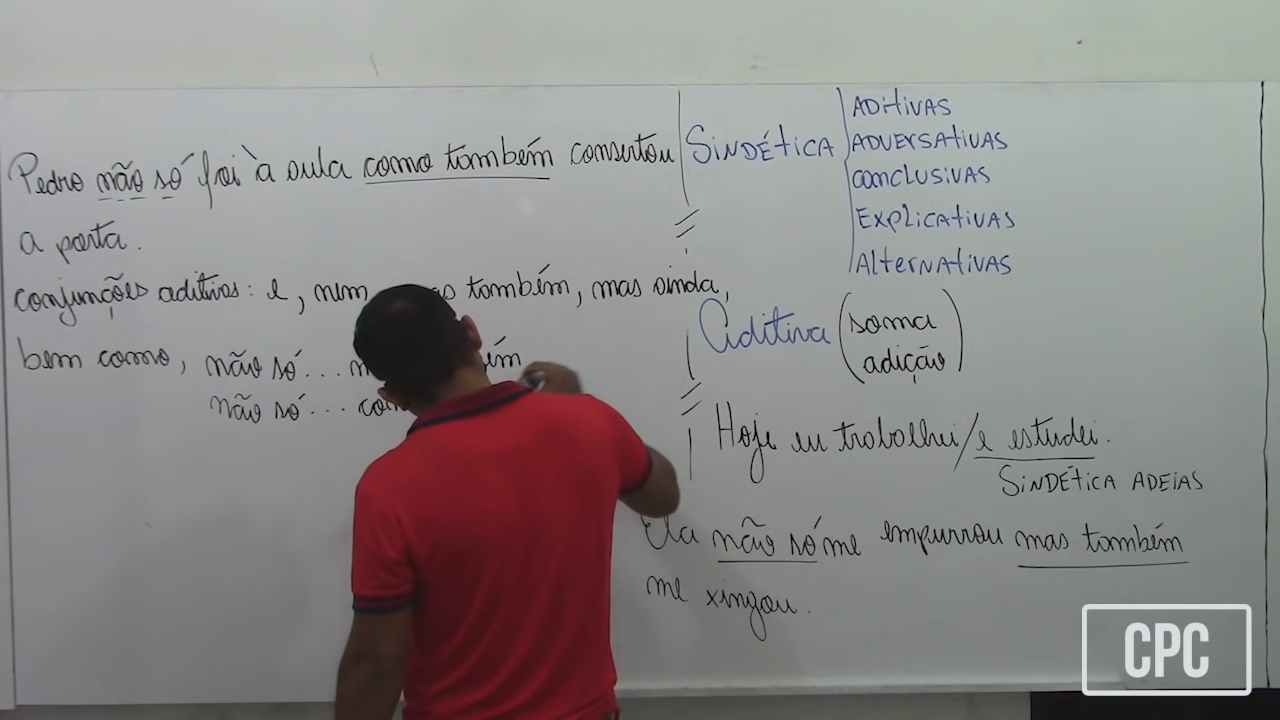 Pedro não só foi à aula como também consertou
a porta.
conjunções aditivas: e, nem, também, mas ainda,
bem como, não só...
não só...
SINDÉTICA
ADITIVAS
ADVERSATIVAS
CONCLUSIVAS
EXPLICATIVAS
ALTERNATIVAS
Aditiva (soma
adição)
Hoje eu trabalhei/e estudei.
SINDÉTICA ADEIAS
Ela não só me empurrou mas também
me xingou.
CPC